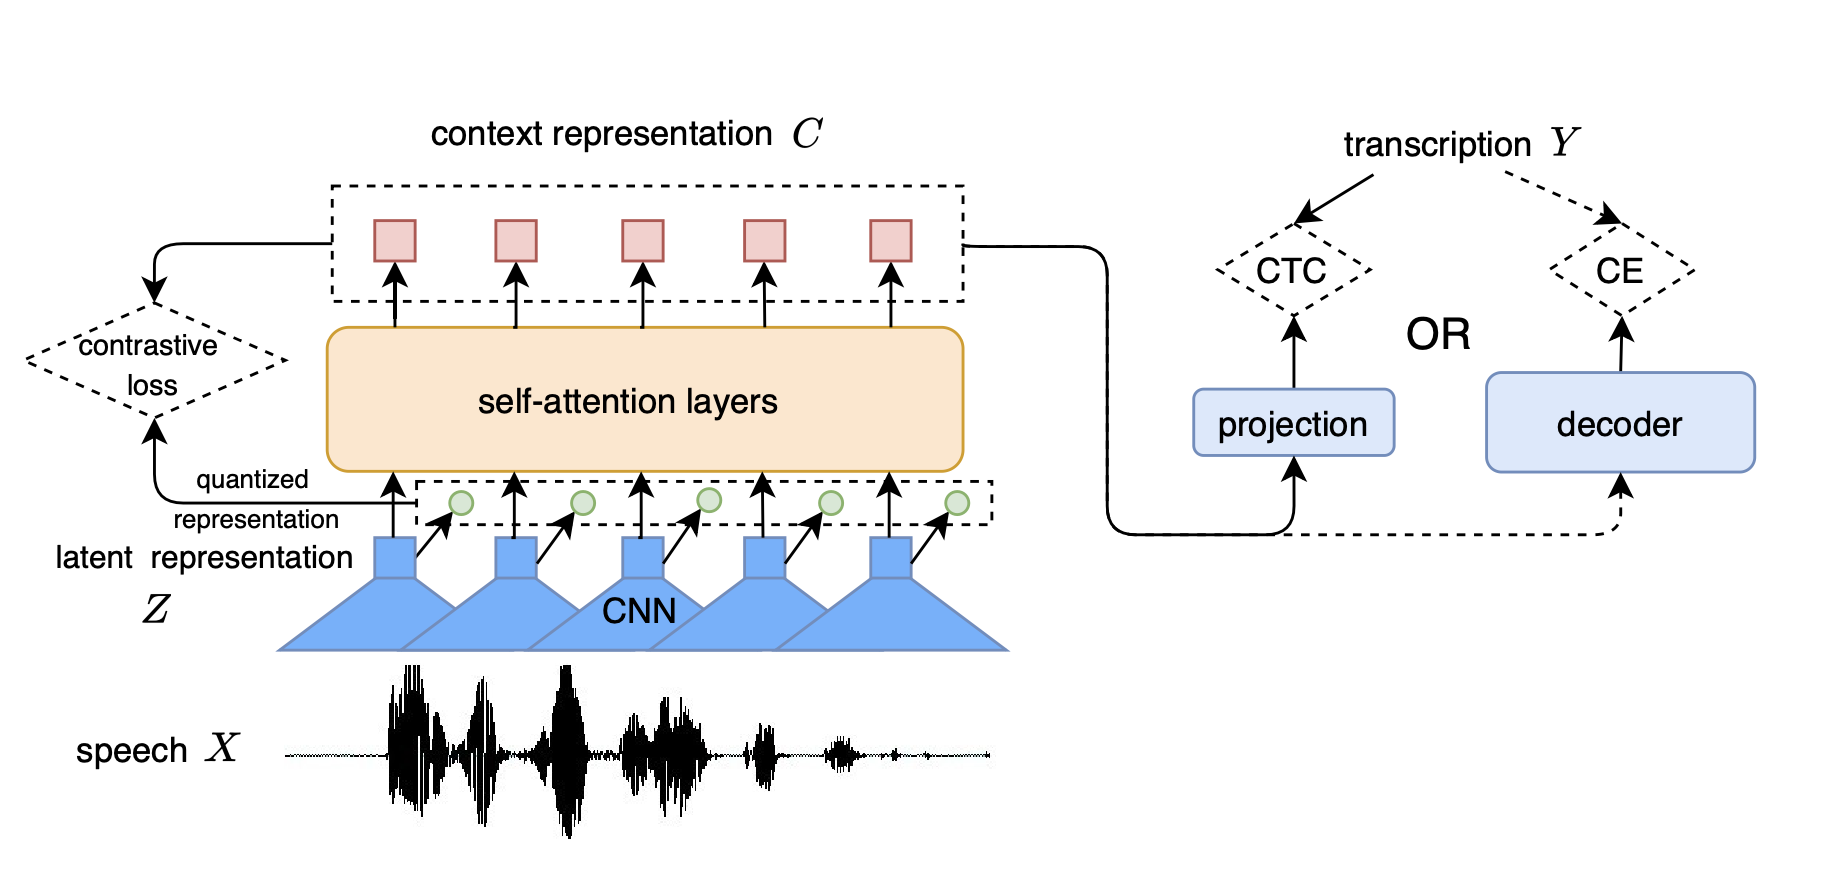 context representation C
transcription Y
contrastive
loss
CTC
CE
OR
self-attention layers
projection
decoder
quantized
representation
latent representation
Z
CNN
speech X